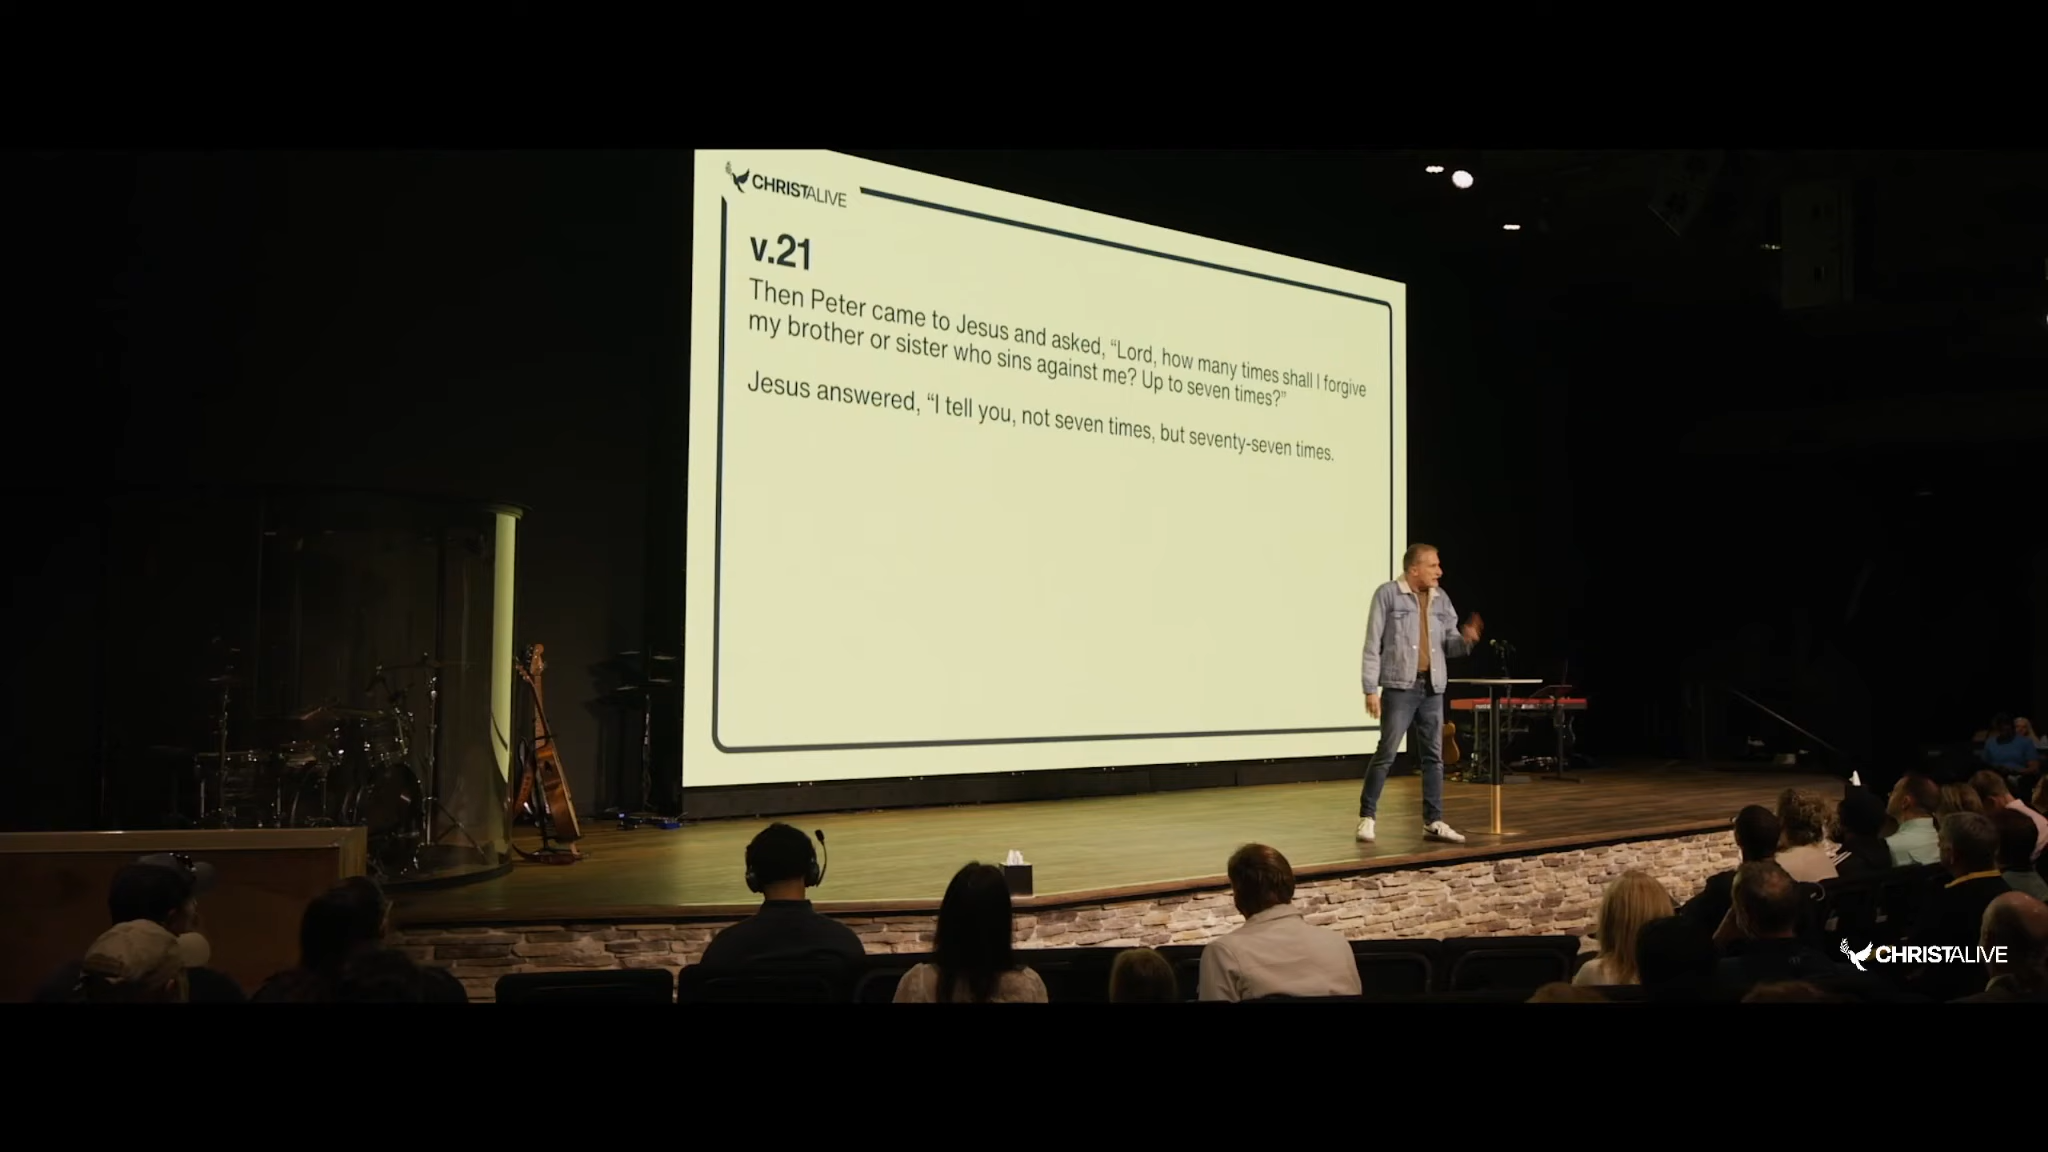 CHRISTALIVE
v.21
Then Peter came to Jesus and asked, “Lord, how many times shall I forgive
my brother or sister who sins against me? Up to seven times?”
Jesus answered, “I tell you, not seven times, but seventy-seven times.
CHRISTALIVE